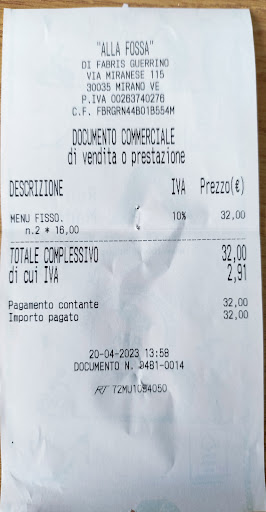 "ALLA FOSSA"
DI FABRIS GUERRINO
VIA MIRANESE 115
30035 MIRANO VE
P.IVA 00263740276
C.F. FBRGRN44B01B554M
DOCUMENTO COMMERCIALE
di vendita o prestazione
DESCRIZIONE IVA Prezzo(€)
MENU FISSO. 10% 32,00
n.2 * 16,00
TOTALE COMPLESSIVO 32,00
di cui IVA 2,91
Pagamento contante 32,00
Importo pagato 32,00
20-04-2023 13:58
DOCUMENTO N. 0481-0014
RT 72MU1084050